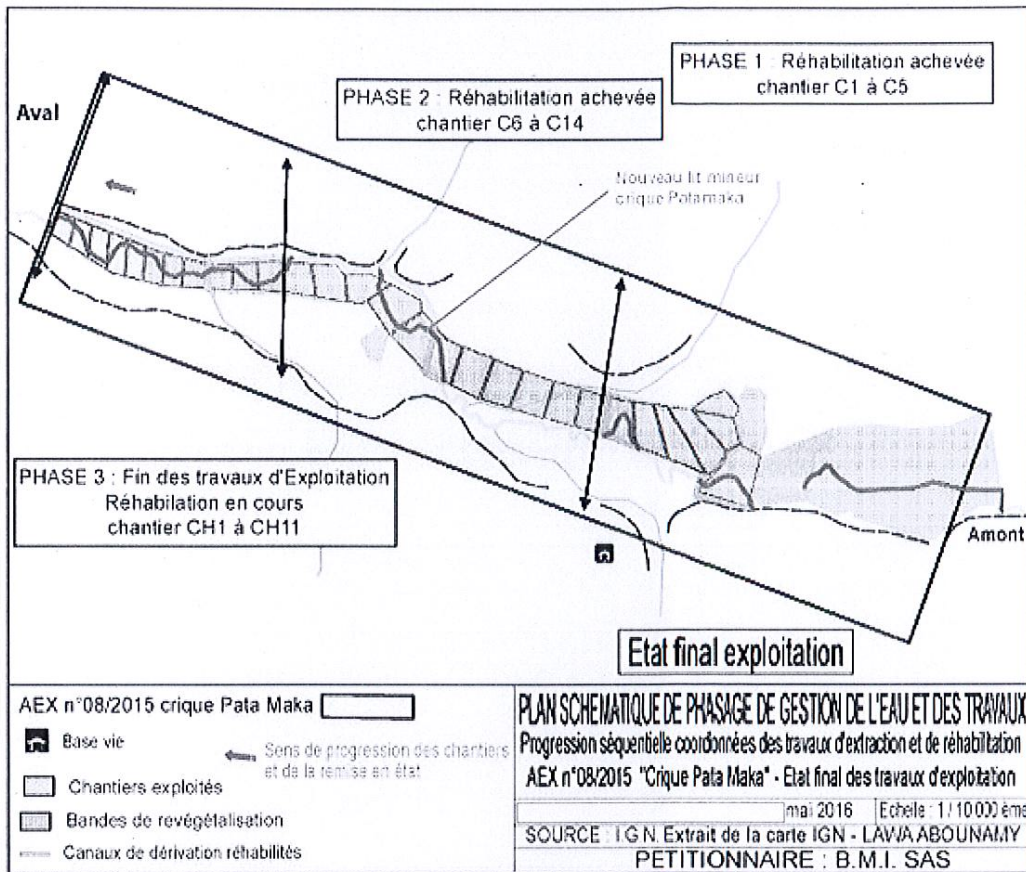 PHASE 1 : Réhabilitation achevée
chantier C1 à C5
PHASE 2 : Réhabilitation achevée
chantier C6 à C14
Aval
Nouveau lit mineur
crique Patamaka
PHASE 3 : Fin des travaux d'Exploitation
Réhabilation en cours
chantier CH1 à CH11
Amont
Etat final exploitation
AEX n°08/2015 crique Pata Maka
Base vie
Sens de progression des chantiers
et de la remise en état
Chantiers exploités
Bandes de revégétalisation
Canaux de dérivation réhabilités
PLAN SCHEMATIQUE DE PHASAGE DE GESTION DE L'EAU ET DES TRAVAUX
Progression séquentielle coordonnées des travaux d'extraction et de réhabilitation
AEX n°08/2015 "Crique Pata Maka" - Etat final des travaux d'exploitation
mai 2016 Echelle : 1 / 10 000 ème
SOURCE : I.G.N. Extrait de la carte IGN - LAWA ABOUNAMY
PETITIONNAIRE : B.M.I. SAS